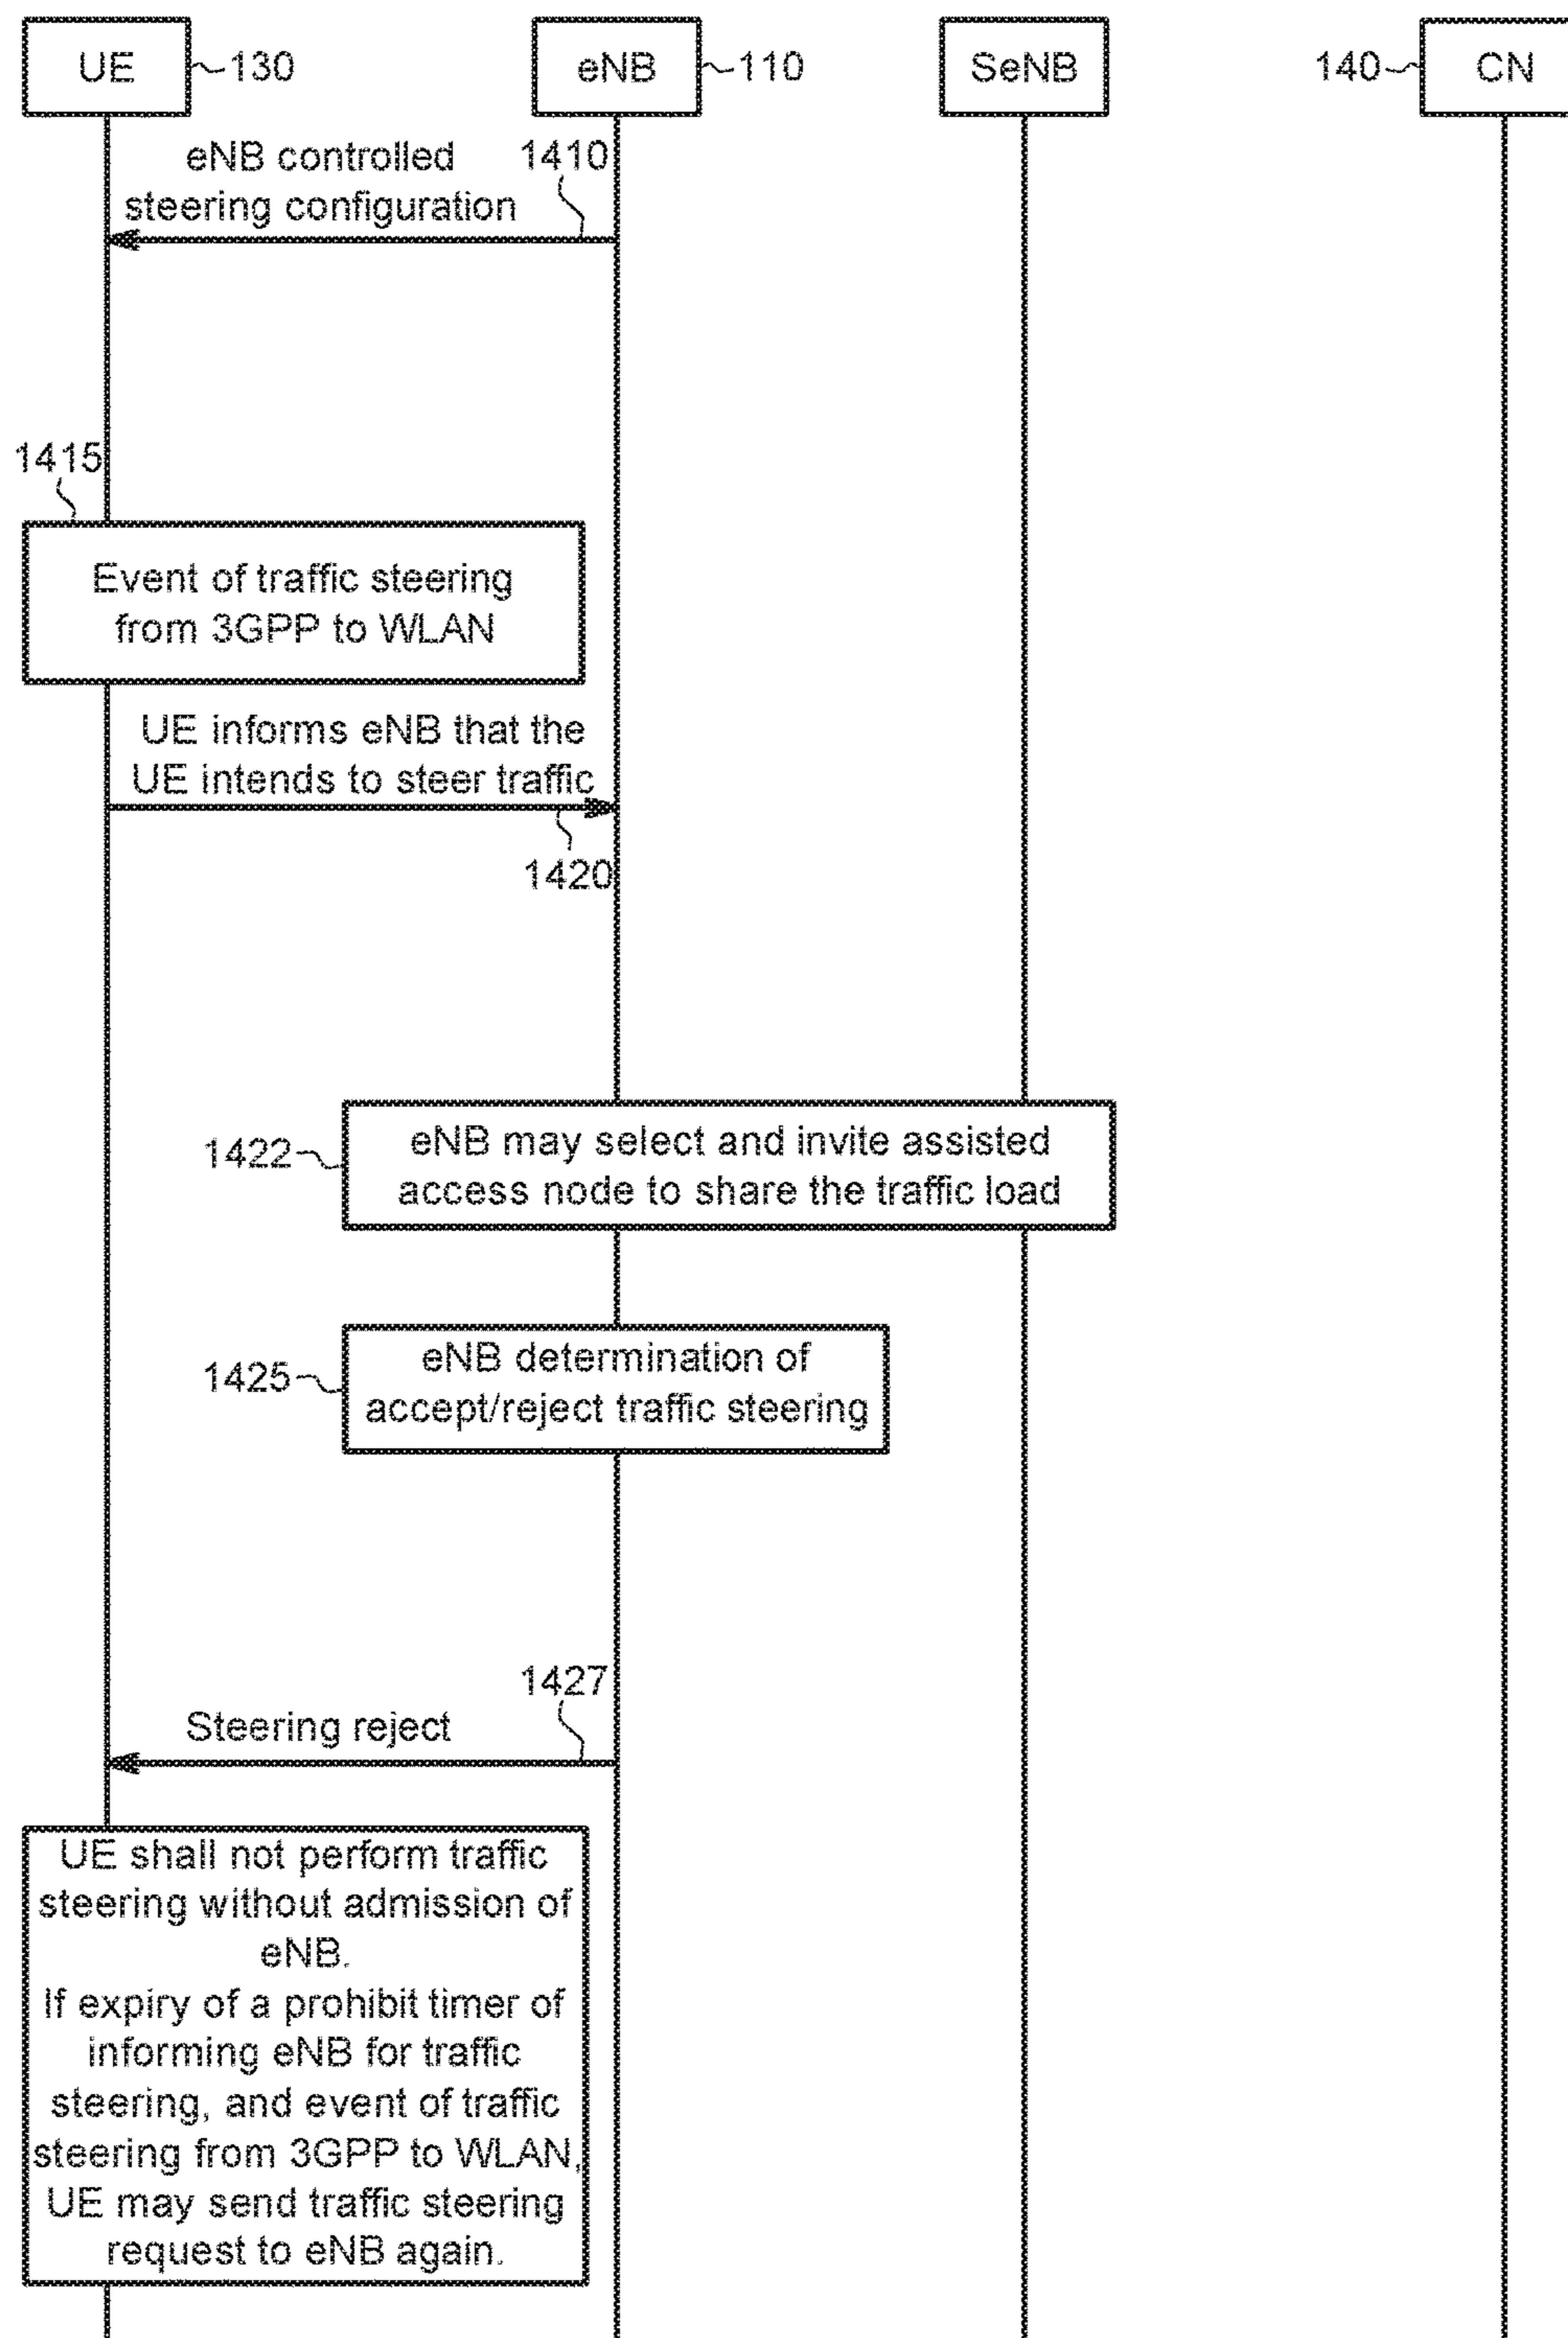 UE
130
eNB
110
SeNB
140
CN
eNB controlled
steering configuration
1410
1415
Event of traffic steering
from 3GPP to WLAN
UE informs eNB that the
UE intends to steer traffic
1420
1422
eNB may select and invite assisted
access node to share the traffic load
1425
eNB determination of
accept/reject traffic steering
1427
Steering reject
UE shall not perform traffic
steering without admission of
eNB.
If expiry of a prohibit timer of
informing eNB for traffic
steering, and event of traffic
steering from 3GPP to WLAN,
UE may send traffic steering
request to eNB again.